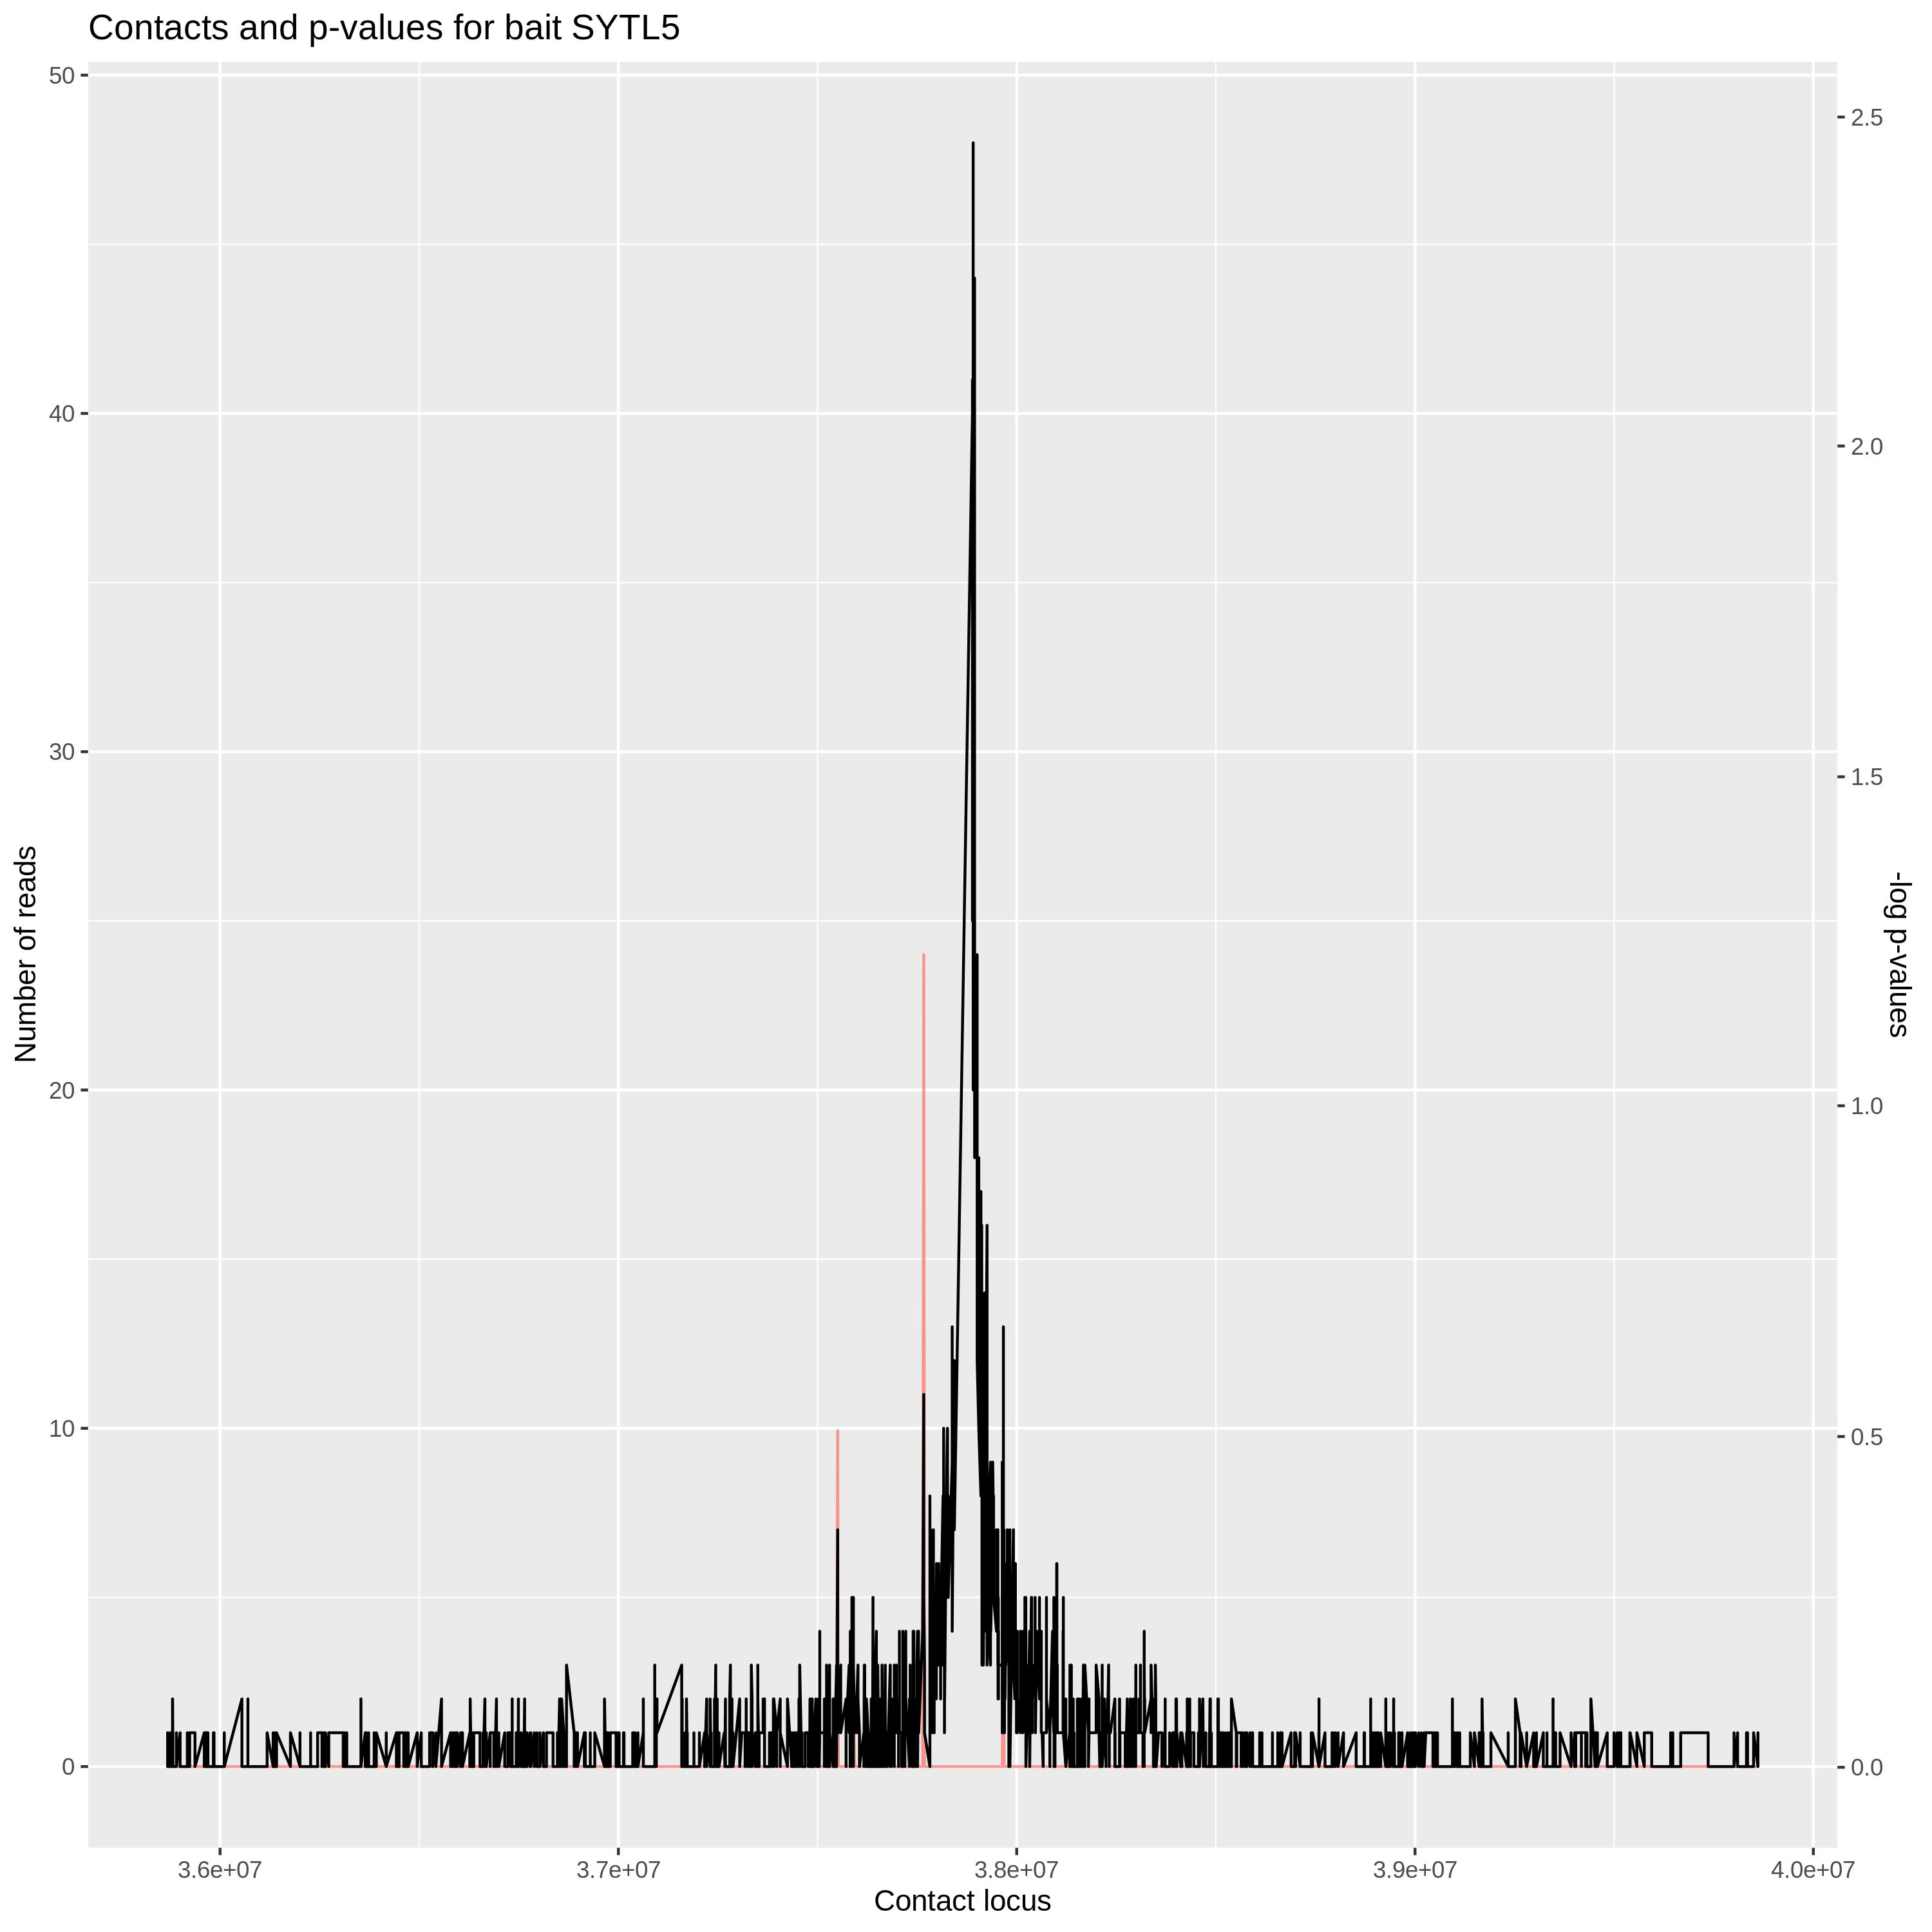 Contacts and p-values for bait SYTL5
50
40
30
20
10
0
Number of reads
2.5
2.0
1.5
1.0
0.5
0.0
-log p-values
3.6e+07 3.7e+07 3.8e+07 3.9e+07 4.0e+07
Contact locus